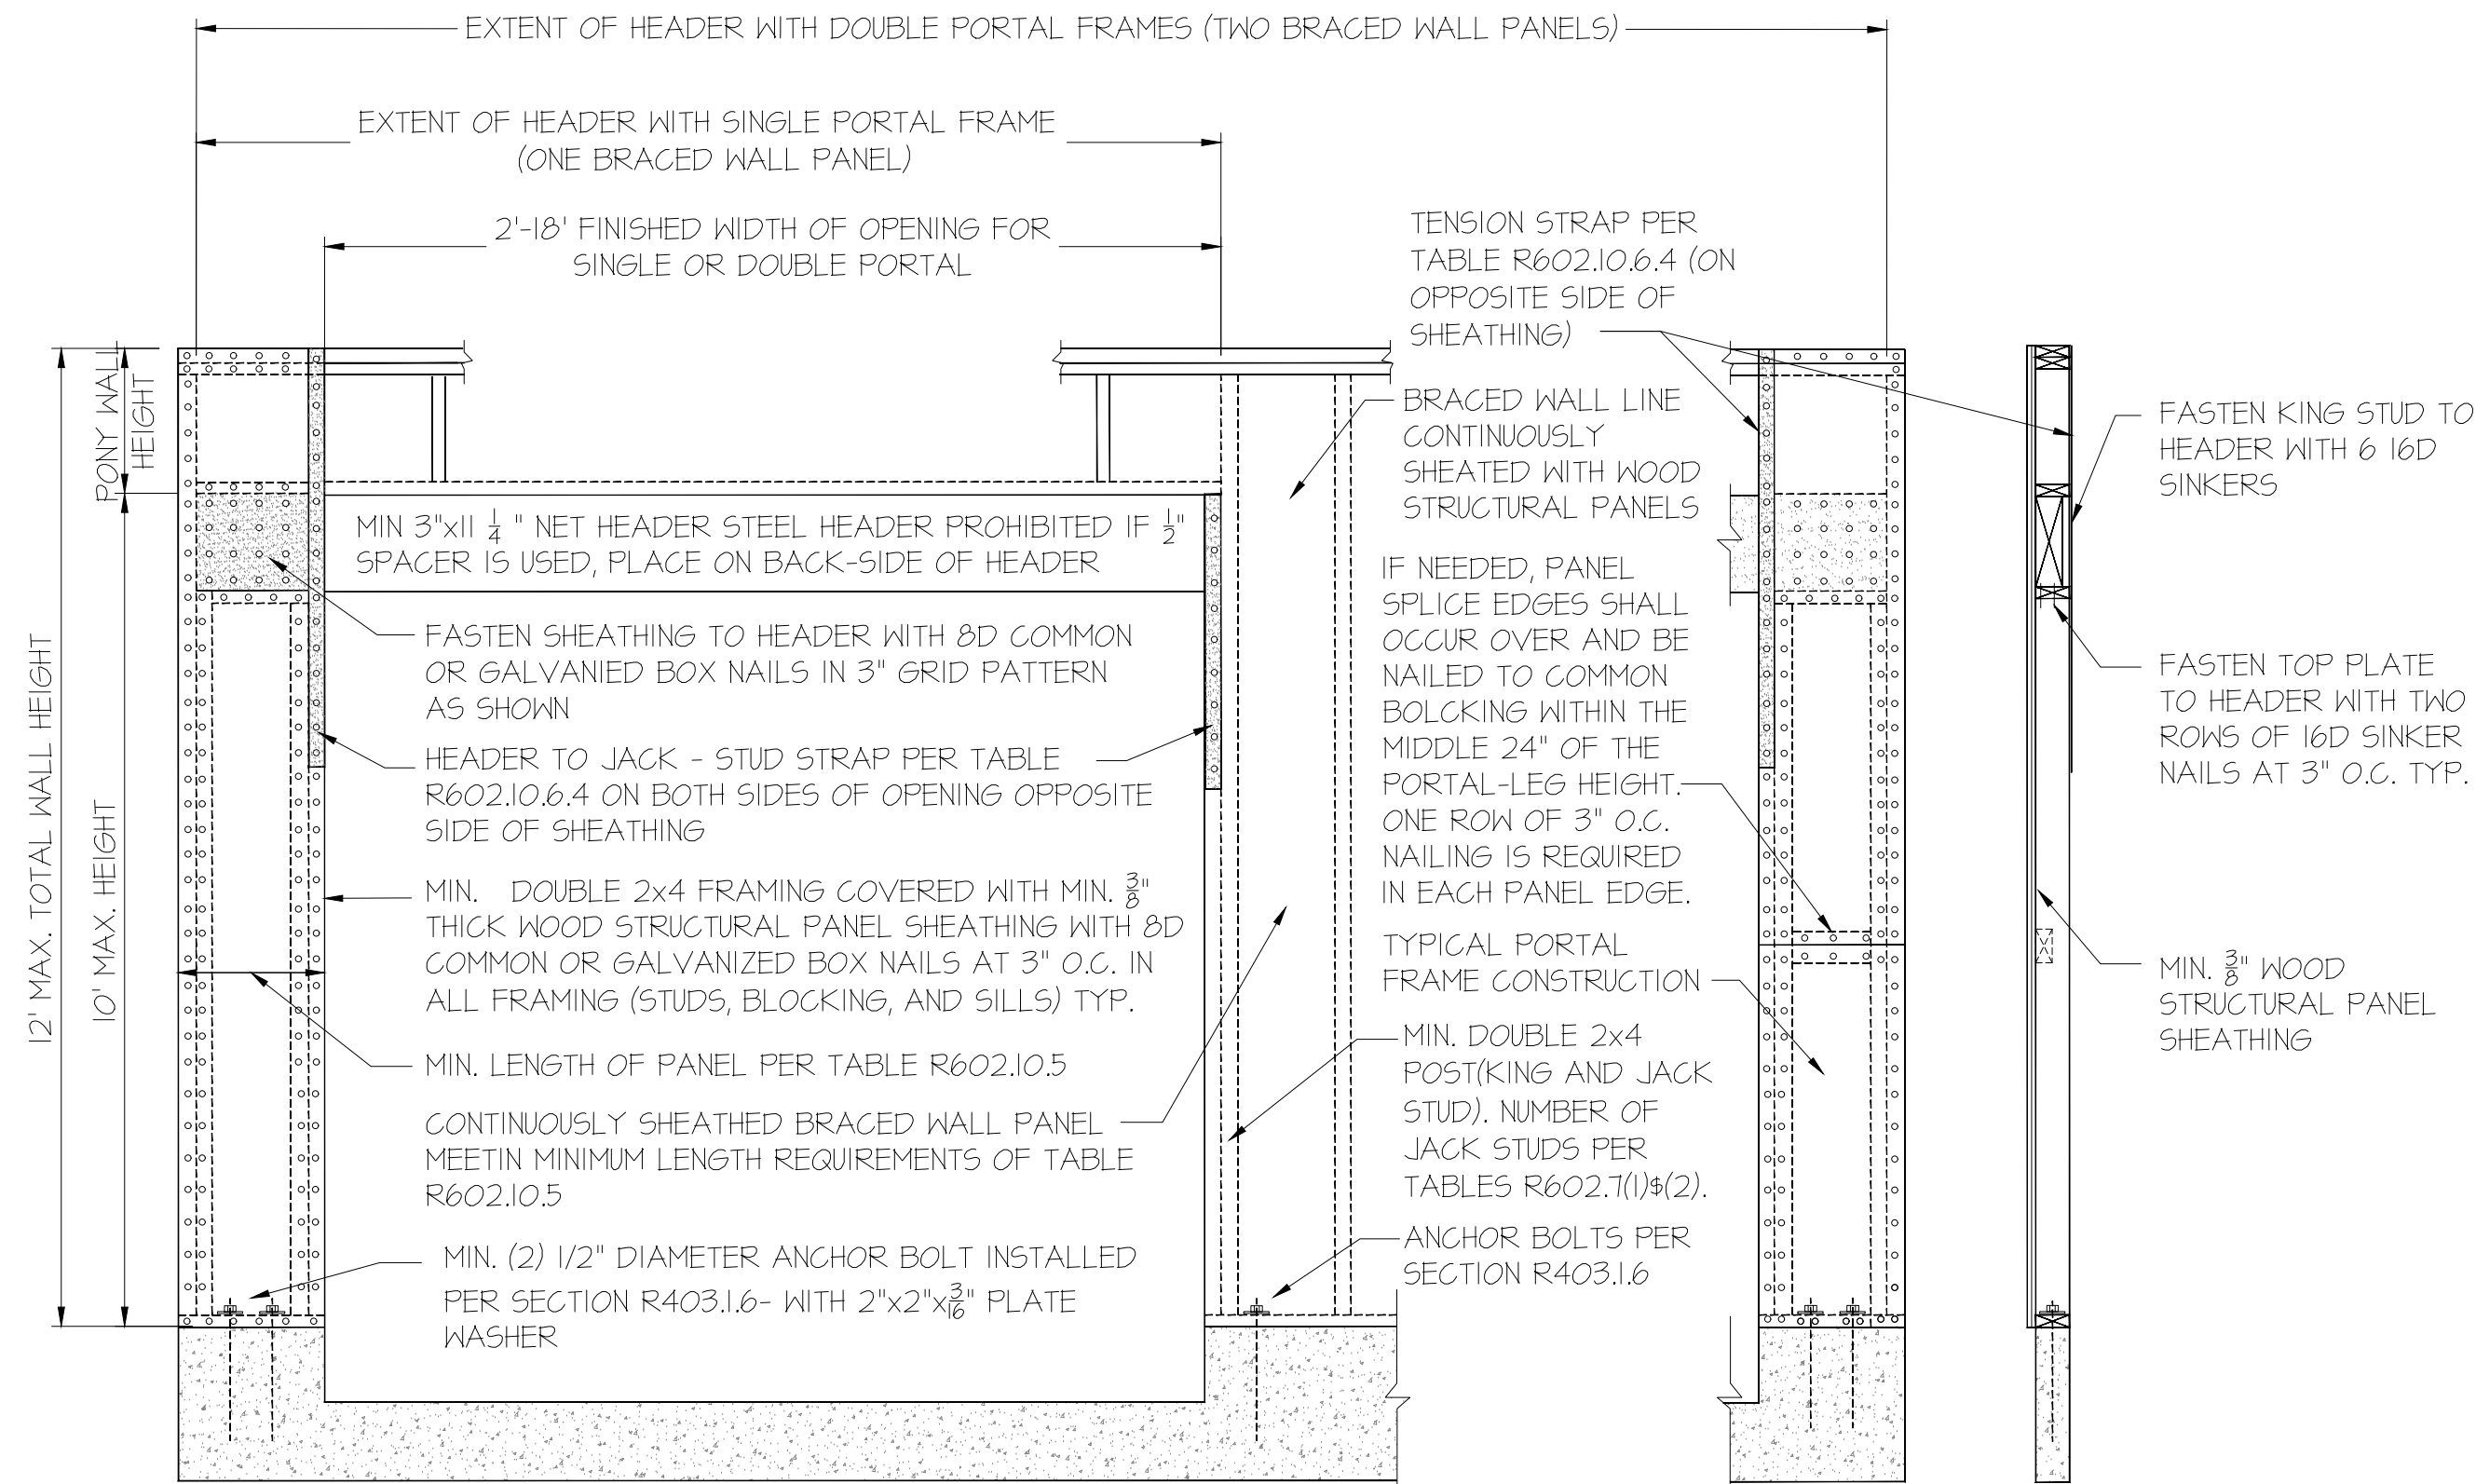 EXTENT OF HEADER WITH DOUBLE PORTAL FRAMES (TWO BRACED WALL PANELS)
EXTENT OF HEADER WITH SINGLE PORTAL FRAME
(ONE BRACED WALL PANEL)
2'-18' FINISHED WIDTH OF OPENING FOR
SINGLE OR DOUBLE PORTAL
PONY WALL
HEIGHT
12' MAX. TOTAL WALL HEIGHT
10' MAX. HEIGHT
MIN 3"x11 1/4 " NET HEADER STEEL HEADER PROHIBITED IF 1/2"
SPACER IS USED, PLACE ON BACK-SIDE OF HEADER
FASTEN SHEATHING TO HEADER WITH 8D COMMON
OR GALVANIED BOX NAILS IN 3" GRID PATTERN
AS SHOWN
HEADER TO JACK - STUD STRAP PER TABLE
R602.10.6.4 ON BOTH SIDES OF OPENING OPPOSITE
SIDE OF SHEATHING
MIN. DOUBLE 2x4 FRAMING COVERED WITH MIN. 3/8"
THICK WOOD STRUCTURAL PANEL SHEATHING WITH 8D
COMMON OR GALVANIZED BOX NAILS AT 3" O.C. IN
ALL FRAMING (STUDS, BLOCKING, AND SILLS) TYP.
MIN. LENGTH OF PANEL PER TABLE R602.10.5
CONTINUOUSLY SHEATHED BRACED WALL PANEL
MEETIN MINIMUM LENGTH REQUIREMENTS OF TABLE
R602.10.5
MIN. (2) 1/2" DIAMETER ANCHOR BOLT INSTALLED
PER SECTION R403.1.6- WITH 2"x2"x3/16" PLATE
WASHER
TENSION STRAP PER
TABLE R602.10.6.4 (ON
OPPOSITE SIDE OF
SHEATHING)
BRACED WALL LINE
CONTINUOUSLY
SHEATED WITH WOOD
STRUCTURAL PANELS
IF NEEDED, PANEL
SPLICE EDGES SHALL
OCCUR OVER AND BE
NAILED TO COMMON
BOLCKING WITHIN THE
MIDDLE 24" OF THE
PORTAL-LEG HEIGHT.
ONE ROW OF 3" O.C.
NAILING IS REQUIRED
IN EACH PANEL EDGE.
TYPICAL PORTAL
FRAME CONSTRUCTION
MIN. DOUBLE 2x4
POST(KING AND JACK
STUD). NUMBER OF
JACK STUDS PER
TABLES R602.7(1)$(2).
ANCHOR BOLTS PER
SECTION R403.1.6
FASTEN KING STUD TO
HEADER WITH 6 16D
SINKERS
FASTEN TOP PLATE
TO HEADER WITH TWO
ROWS OF 16D SINKER
NAILS AT 3" O.C. TYP.
MIN. 3/8" WOOD
STRUCTURAL PANEL
SHEATHING